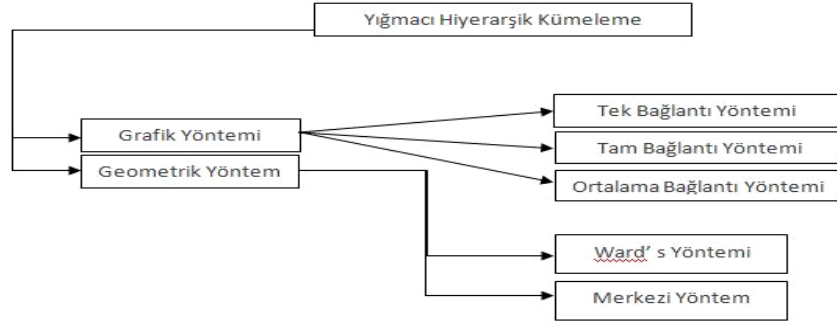 Yığmacı Hiyerarşik Kümeleme
Grafik Yöntemi
Geometrik Yöntem
Tek Bağlantı Yöntemi
Tam Bağlantı Yöntemi
Ortalama Bağlantı Yöntemi
Ward’ s Yöntemi
Merkezi Yöntem